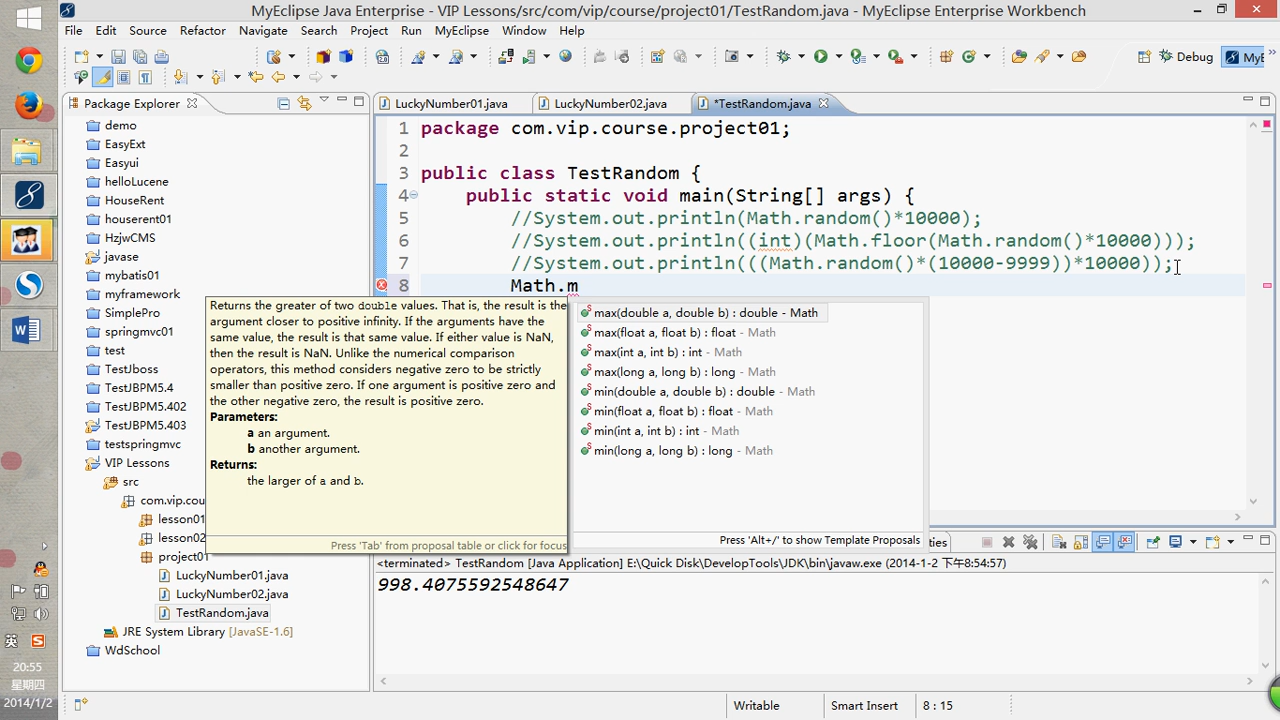 MyEclipse Java Enterprise - VIP Lessons/src/com/vip/course/project01/TestRandom.java - MyEclipse Enterprise Workbench
File Edit Source Refactor Navigate Search Project Run MyEclipse Window Help
Debug MyE
Package Explorer
demo
EasyExt
Easyui
helloLucene
HouseRent
houserent01
HzjwCMS
javase
mybatis01
myframework
SimplePro
springmvc01
test
TestJboss
TestJBPM5.4
TestJBPM5.402
TestJBPM5.403
testspringmvc
VIP Lessons
src
com.vip.cou
lesson01
lesson02
project01
LuckyNumber01.java
LuckyNumber02.java
TestRandom.java
JRE System Library [JavaSE-1.6]
WdSchool
LuckyNumber01.java LuckyNumber02.java *TestRandom.java
1 package com.vip.course.project01;
2
3 public class TestRandom {
4 public static void main(String[] args) {
5 //System.out.println(Math.random()*10000);
6 //System.out.println((int)(Math.floor(Math.random()*10000)));
7 //System.out.println(((Math.random()*(10000-9999))*10000));
8 Math.m
Returns the greater of two double values. That is, the result is the
argument closer to positive infinity. If the arguments have the
same value, the result is that same value. If either value is NaN,
then the result is NaN. Unlike the numerical comparison
operators, this method considers negative zero to be strictly
smaller than positive zero. If one argument is positive zero and
the other negative zero, the result is positive zero.
Parameters:
a an argument.
b another argument.
Returns:
the larger of a and b.
Press 'Tab' from proposal table or click for focus
max(double a, double b) : double - Math
max(float a, float b) : float - Math
max(int a, int b) : int - Math
max(long a, long b) : long - Math
min(double a, double b) : double - Math
min(float a, float b) : float - Math
min(int a, int b) : int - Math
min(long a, long b) : long - Math
Press 'Alt+/' to show Template Proposals
ties
<terminated> TestRandom [Java Application] E:\Quick Disk\DevelopTools\JDK\bin\javaw.exe (2014-1-2 下午8:54:57)
998.4075592548647
Writable Smart Insert 8 : 15
英
20:55
星期四
2014/1/2